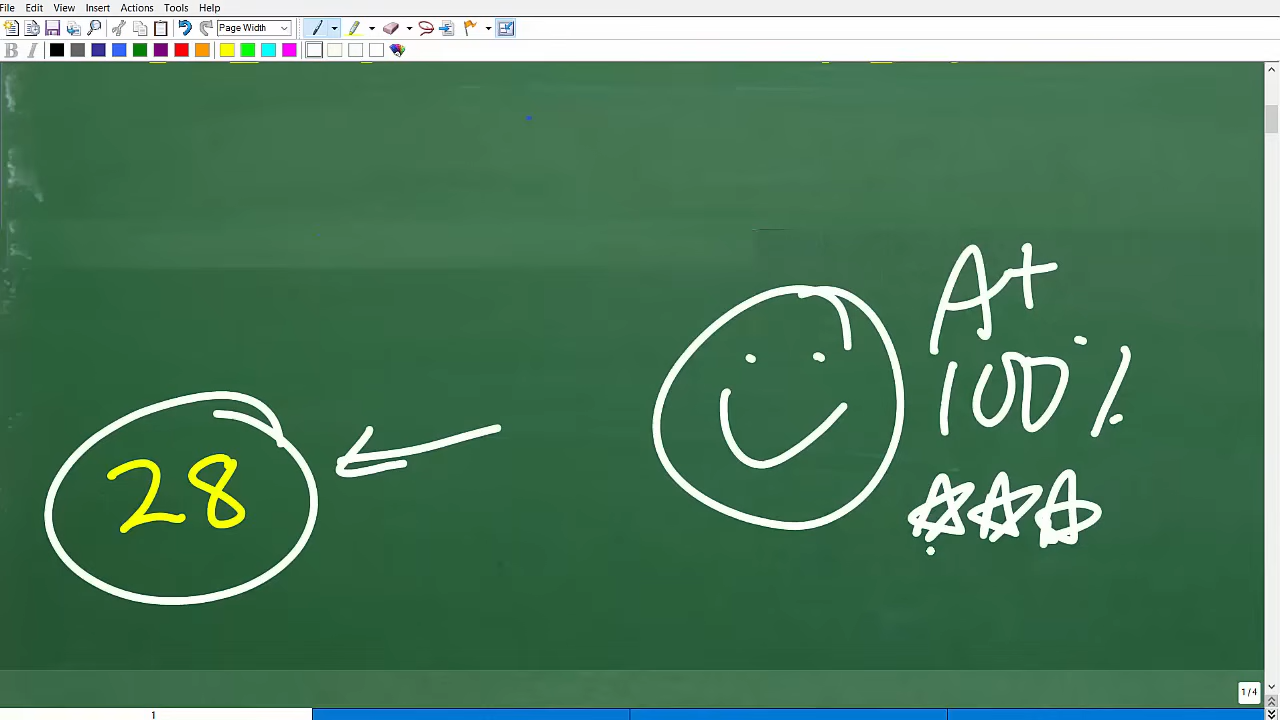 File Edit View Insert Actions Tools Help
Page Width
B I
A+
100%
28
1/4
1